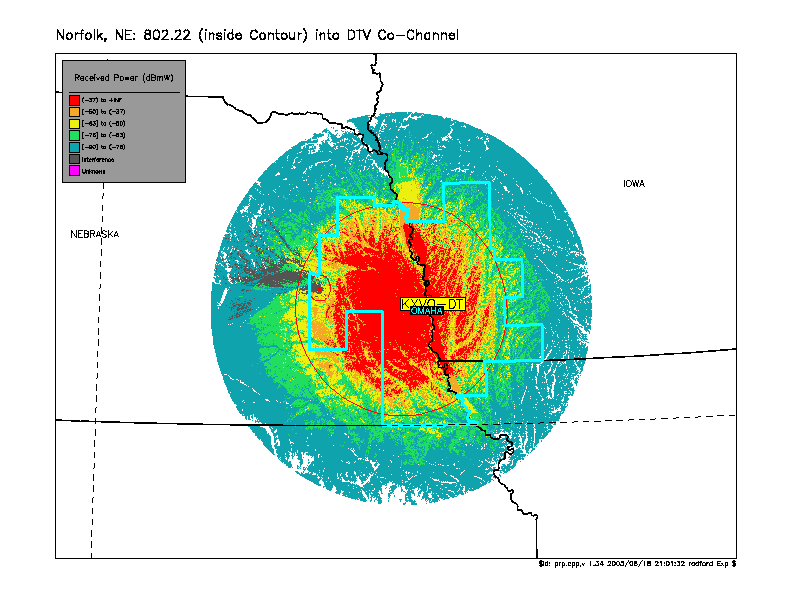 Norfolk, NE: 802.22 (inside Contour) into DTV Co-Channel
Received Power (dBmW)
(-37) to +INF
(-50) to (-37)
(-63) to (-50)
(-76) to (-63)
(-90) to (-76)
Interference
Unknown
IOWA
NEBRASKA
KXVO-DT
OMAHA
$Id: prp.cpp,v 1.34 2005/08/18 21:01:32 radford Exp $